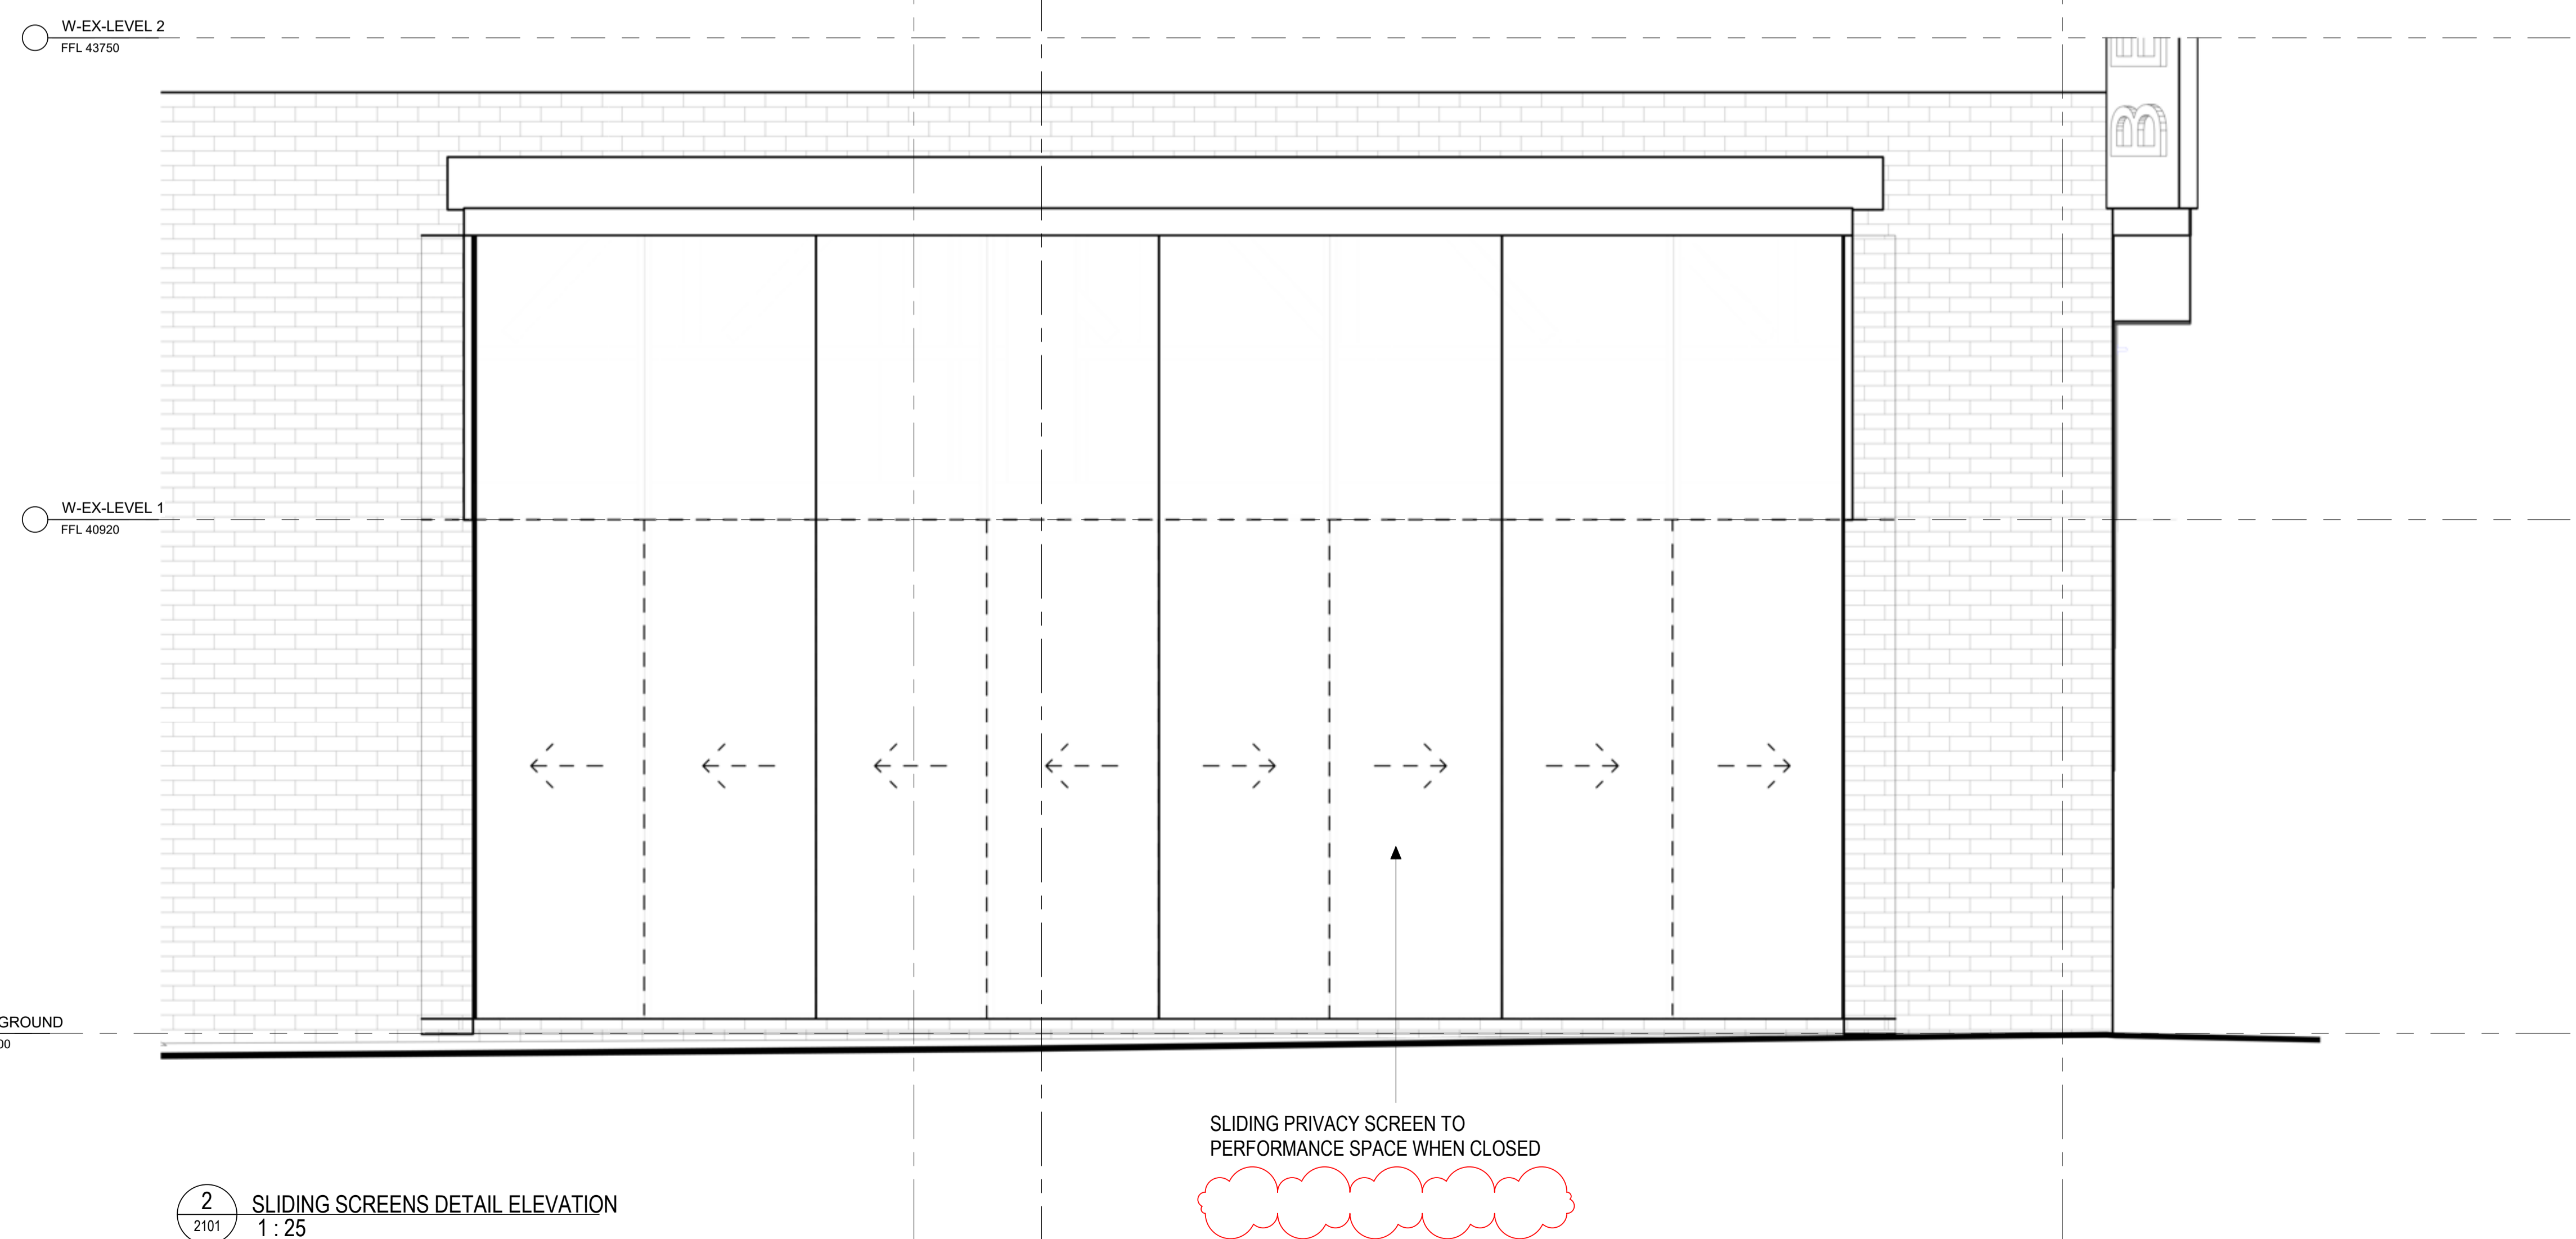 W-EX-LEVEL 2
FFL 43750
B E
W-EX-LEVEL 1
FFL 40920
GROUND
00
SLIDING PRIVACY SCREEN TO
PERFORMANCE SPACE WHEN CLOSED
2
2101
SLIDING SCREENS DETAIL ELEVATION
1 : 25